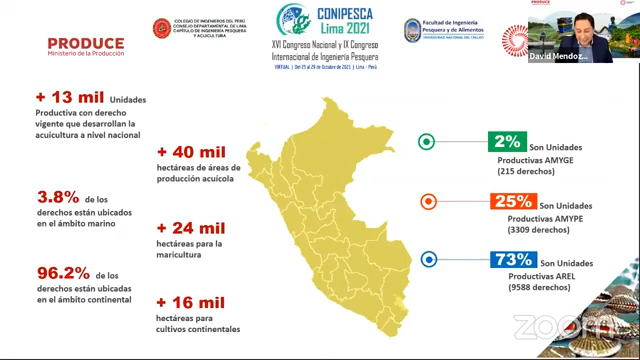 PRODUCE
Ministerio de la Producción
COLEGIO DE INGENIEROS DEL PERÚ
CONSEJO DEPARTAMENTAL DE LIMA
CAPÍTULO DE INGENIERÍA PESQUERA
Y ACUICULTURA
CONIPESCA
Lima 2021
XVI Congreso Nacional y IX Congreso
Internacional de Ingeniería Pesquera
VIRTUAL | Del 25 al 29 de Octubre de 2021 | Lima - Perú
Facultad de Ingeniería
Pesquera y de Alimentos
UNIVERSIDAD NACIONAL DEL CALLAO
PRODUCE
David Mendoz...
+ 13 mil Unidades
Productiva con derecho
vigente que desarrollan la
acuicultura a nivel nacional
3.8% de los
derechos están ubicados
en el ámbito marino
96.2% de los
derechos están ubicadas
en el ámbito continental
+ 40 mil
hectáreas de áreas de
producción acuícola
+ 24 mil
hectáreas para la
maricultura
+ 16 mil
hectáreas para
cultivos continentales
2% Son Unidades
Productivas AMYGE
(215 derechos)
25% Son Unidades
Productivas AMYPE
(3309 derechos)
73% Son Unidades
Productivas AREL
(9588 derechos)
zoom